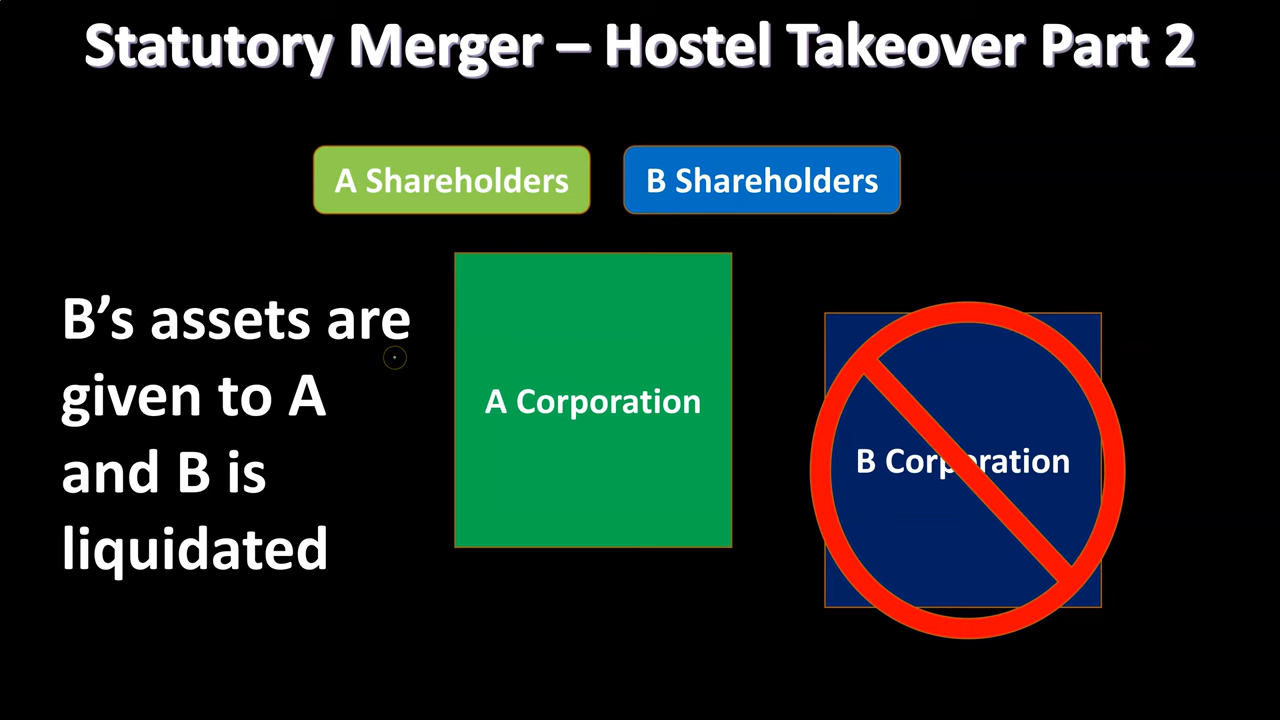 Statutory Merger – Hostel Takeover Part 2
A Shareholders
B Shareholders
B’s assets are
given to A
and B is
liquidated
A Corporation
B Corporation